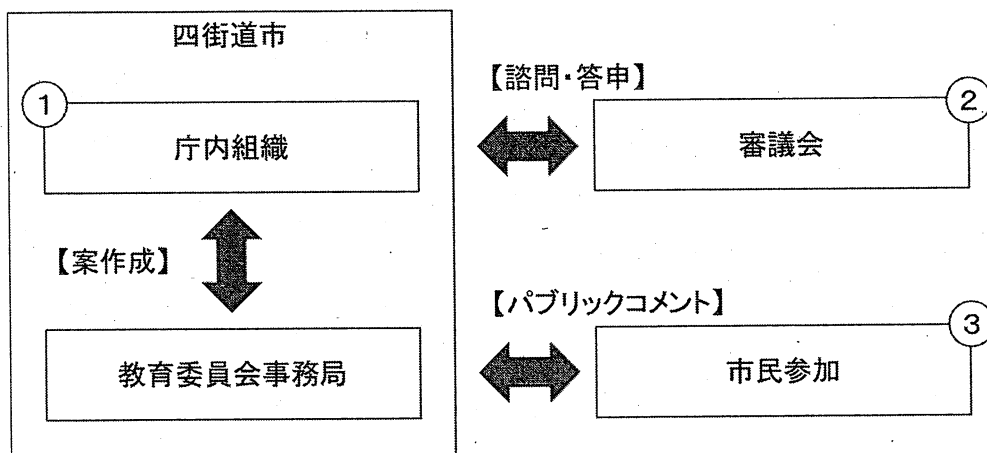 四街道市
①
庁内組織
【案作成】
教育委員会事務局
【諮問・答申】
②
審議会
【パブリックコメント】
③
市民参加